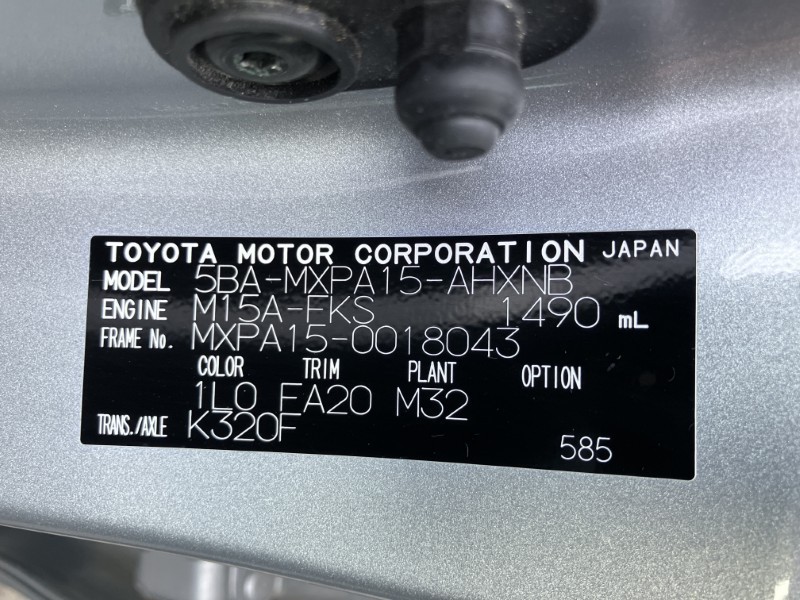 TOYOTA MOTOR CORPORATION JAPAN
MODEL 5BA-MXPA15-AHXNB
ENGINE M15A-FKS 1490 mL
FRAME No. MXPA15-0018043
COLOR TRIM PLANT OPTION
1L0 EA20 M32
TRANS./AXLE K320F
585